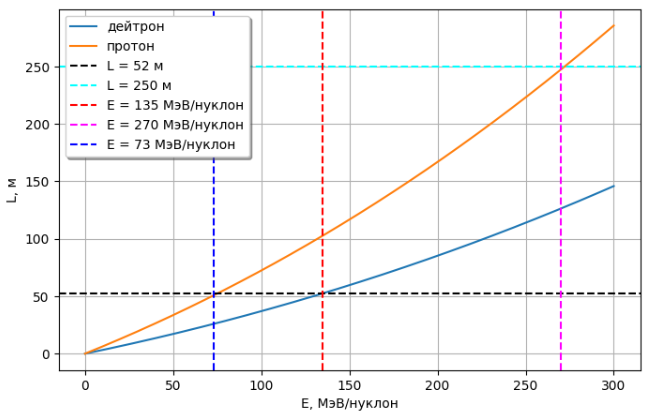 дейтрон
протон
L = 52 м
L = 250 м
E = 135 МэВ/нуклон
E = 270 МэВ/нуклон
E = 73 МэВ/нуклон
L, м
250
200
150
100
50
0
0 50 100 150 200 250 300
E, МэВ/нуклон